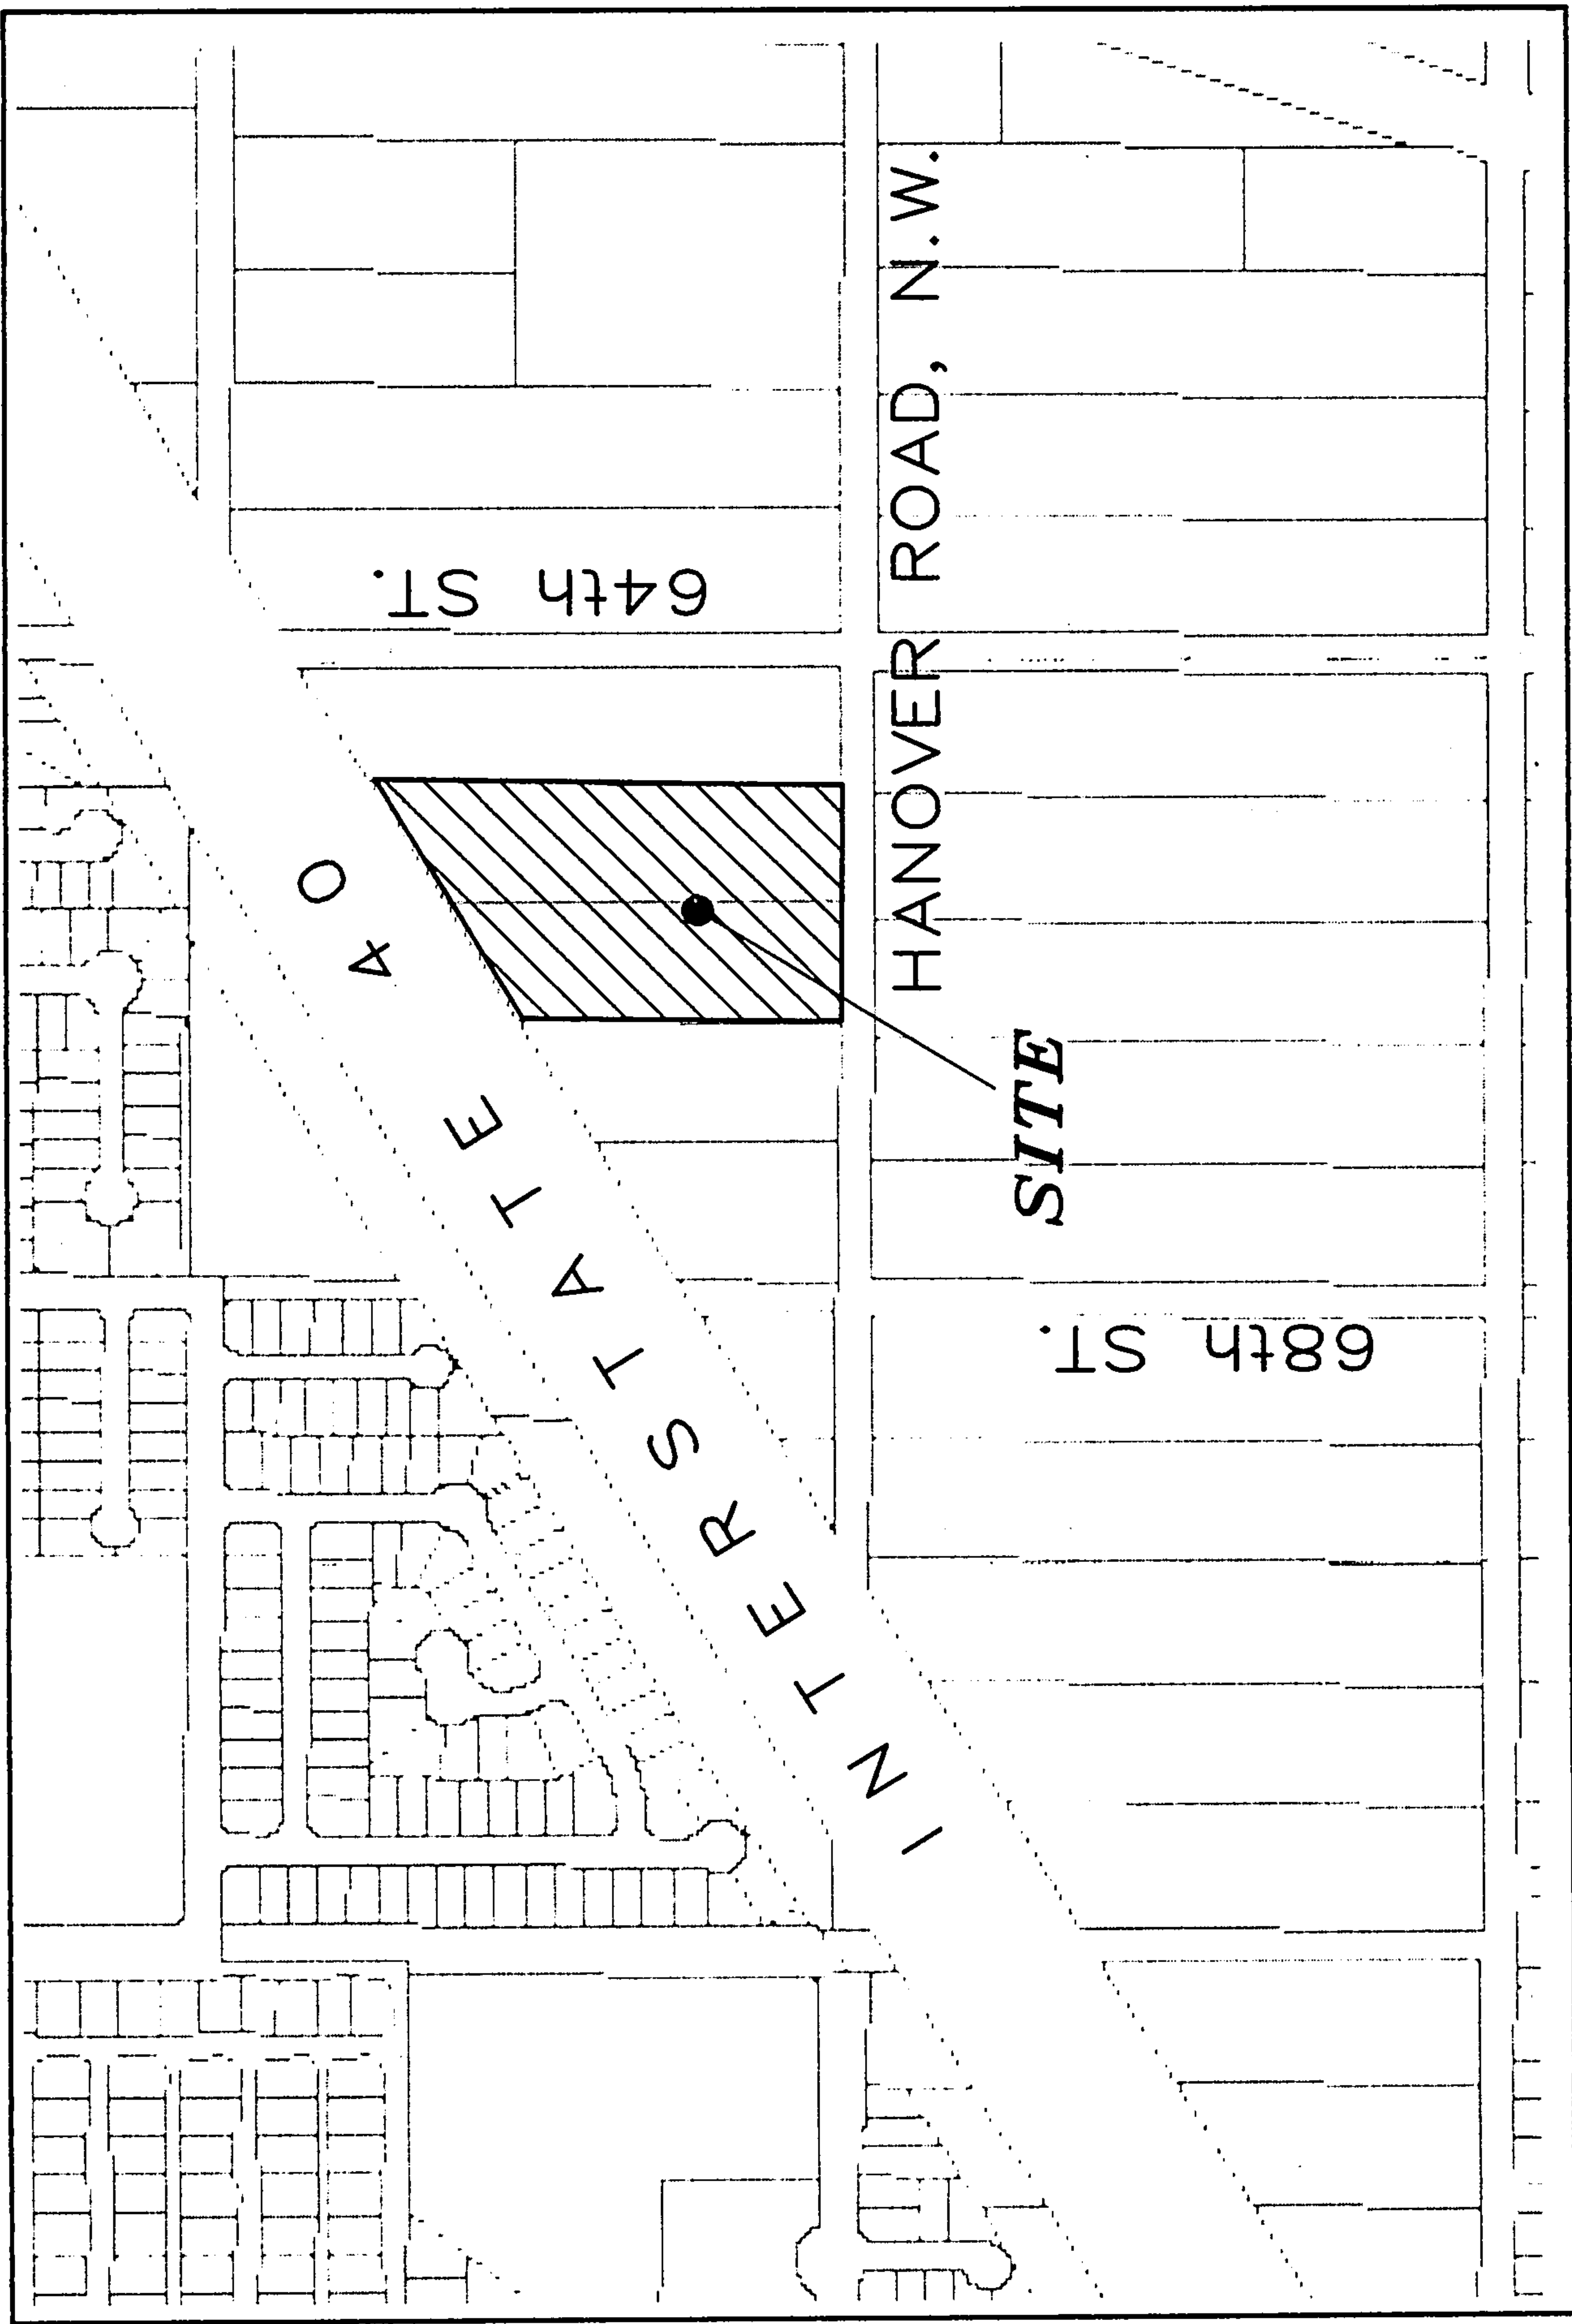 INTERSTATE 40
64th ST.
HANOVER ROAD, N.W.
SITE
68th ST.